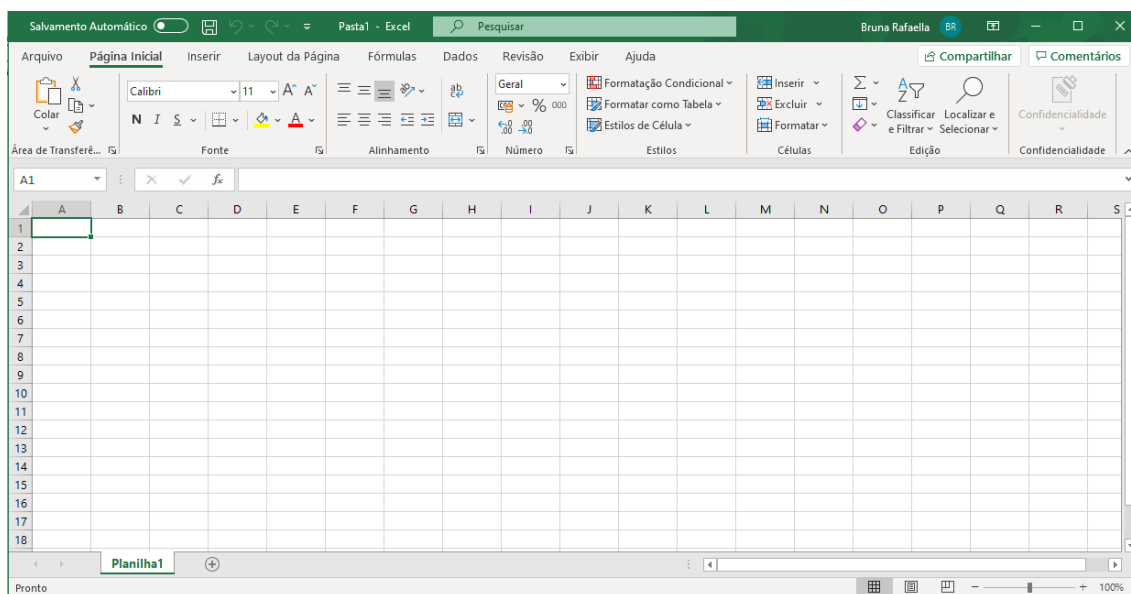 Salvamento Automático Pasta1 - Excel Pesquisar Bruna Rafaella BR
Arquivo Página Inicial Inserir Layout da Página Fórmulas Dados Revisão Exibir Ajuda Compartilhar Comentários
Colar
Calibri 11 A A
N I S A
ab
Geral
% 000
Formatação Condicional
Formatar como Tabela
Estilos de Célula
Inserir
Excluir
Formatar
Classificar e Filtrar
Localizar e Selecionar
Confidencialidade
Área de Transferê... Fonte Alinhamento Número Estilos Células Edição Confidencialidade
A1 fx
A B C D E F G H I J K L M N O P Q R S
1
2
3
4
5
6
7
8
9
10
11
12
13
14
15
16
17
18
Planilha1
Pronto 100%